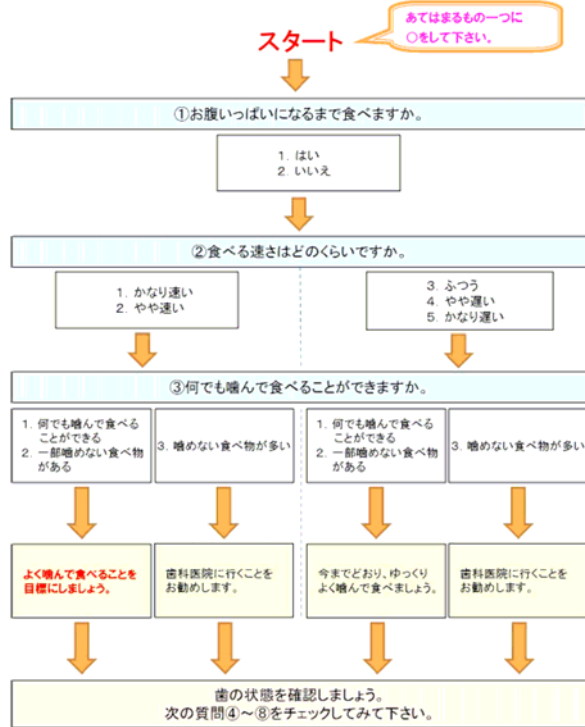 スタート
あてはまるもの一つに
○をして下さい。
①お腹いっぱいになるまで食べますか。
1. はい
2. いいえ
②食べる速さはどのくらいですか。
1. かなり速い
2. やや速い
3. ふつう
4. やや遅い
5. かなり遅い
③何でも噛んで食べることができますか。
1. 何でも噛んで食べる
ことができる
2. 一部噛めない食べ物
がある
3. 噛めない食べ物が多い
1. 何でも噛んで食べる
ことができる
2. 一部噛めない食べ物
がある
3. 噛めない食べ物が多い
よく噛んで食べることを
目標にしましょう。
歯科医院に行くことを
お勧めします。
今までどおり、ゆっくり
よく噛んで食べましょう。
歯科医院に行くことを
お勧めします。
歯の状態を確認しましょう。
次の質問④～⑧をチェックしてみて下さい。